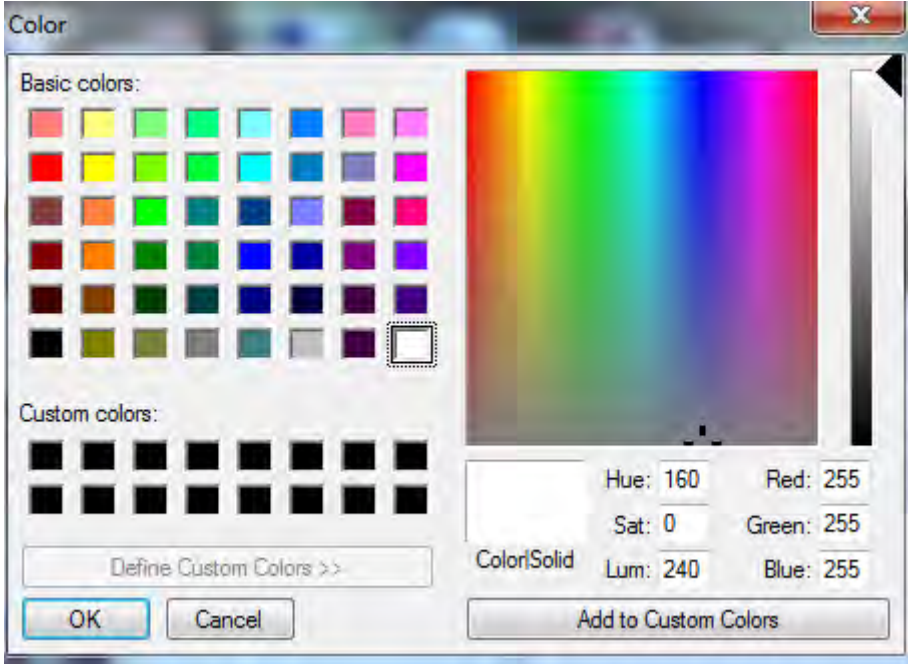 Color
Basic colors:
Custom colors:
Define Custom Colors >>
OK Cancel
Hue: 160 Red: 255
Sat: 0 Green: 255
Color|Solid
Lum: 240 Blue: 255
Add to Custom Colors